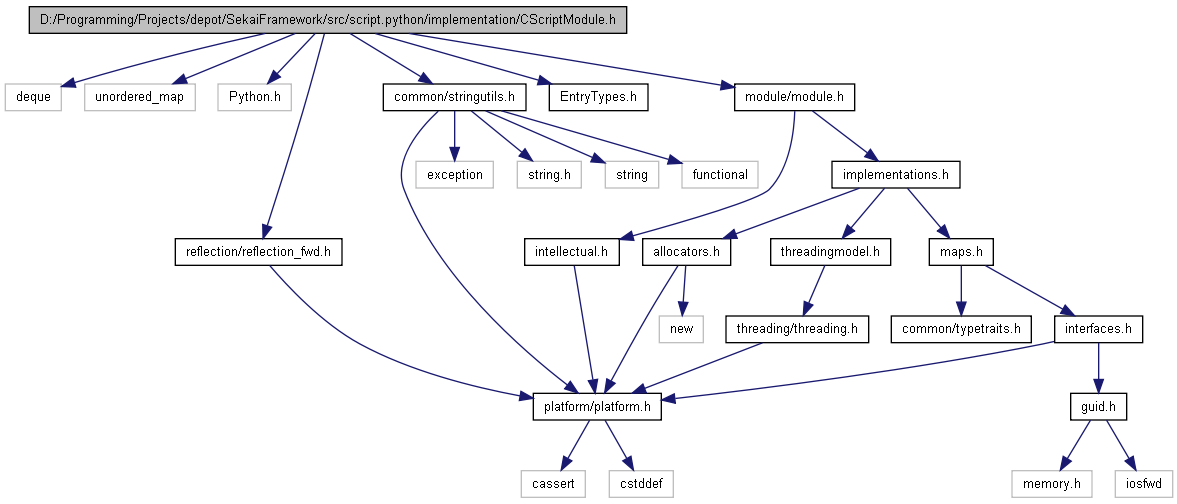 D:/Programming/Projects/depot/SekaiFramework/src/script.python/implementation/CScriptModule.h
deque
unordered_map
Python.h
common/stringutils.h
EntryTypes.h
module/module.h
exception
string.h
string
functional
implementations.h
reflection/reflection_fwd.h
intellectual.h
allocators.h
threadingmodel.h
maps.h
new
threading/threading.h
common/typetraits.h
interfaces.h
platform/platform.h
guid.h
cassert
cstddef
memory.h
iosfwd